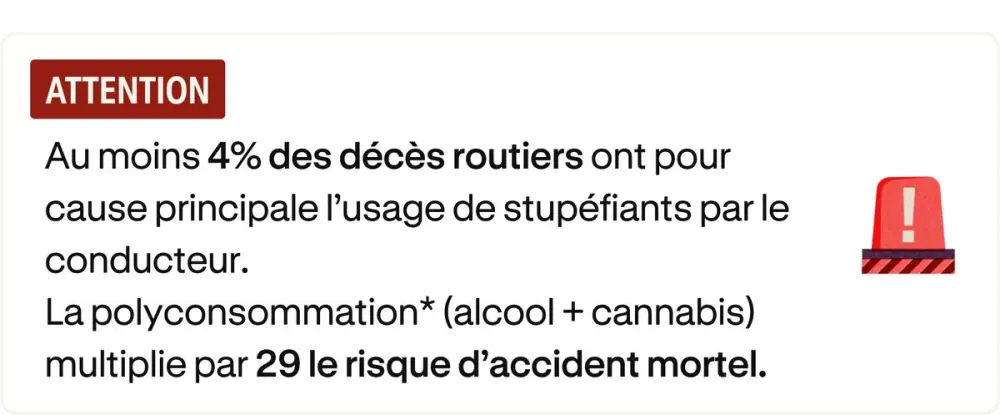 ATTENTION
Au moins 4% des décès routiers ont pour
cause principale l’usage de stupéfiants par le
conducteur.
La polyconsommation* (alcool + cannabis)
multiplie par 29 le risque d’accident mortel.
!